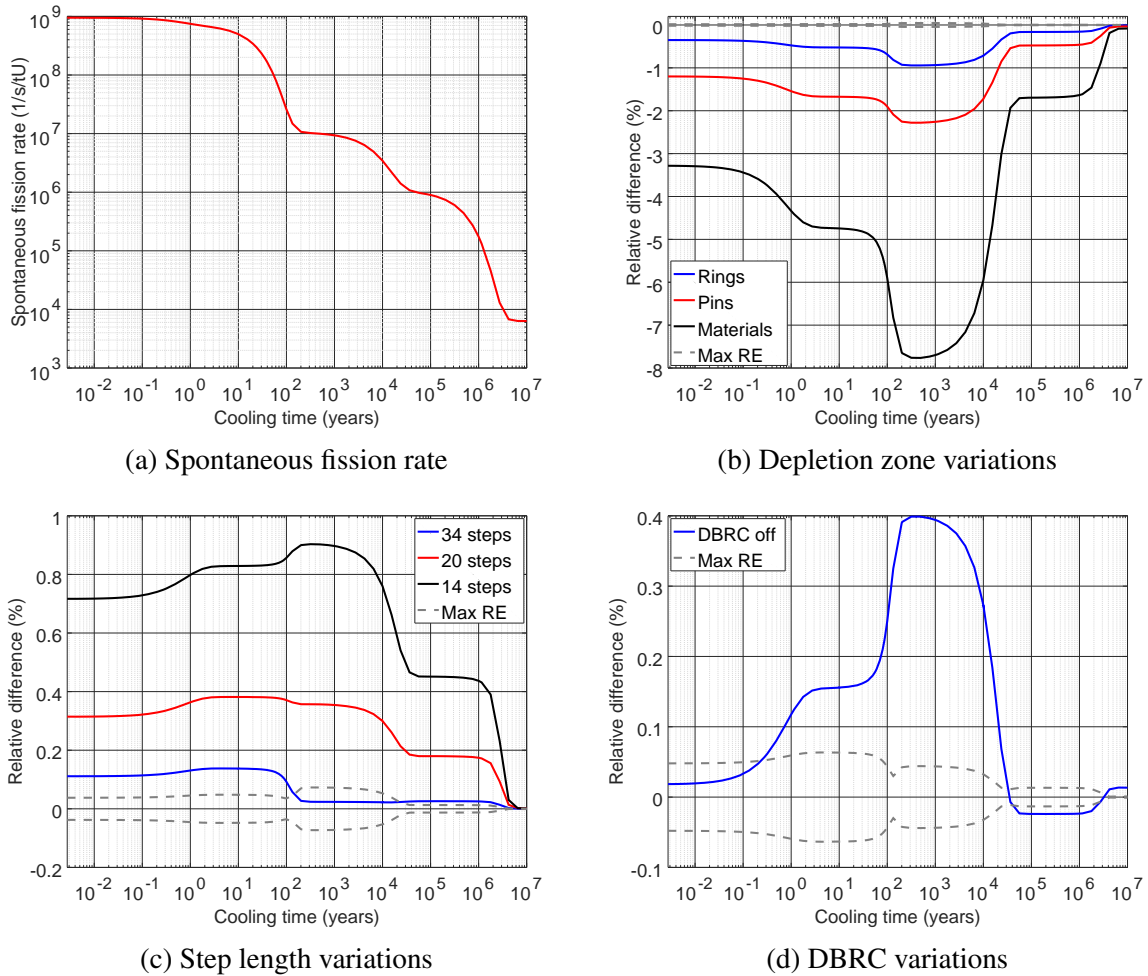 10^9
10^8
10^7
10^6
10^5
10^4
10^3
Spontaneous fission rate (1/s/tU)
10^-2 10^-1 10^0 10^1 10^2 10^3 10^4 10^5 10^6 10^7
Cooling time (years)
(a) Spontaneous fission rate
0
-1
-2
-3
-4
-5
-6
-7
-8
Relative difference (%)
Rings
Pins
Materials
Max RE
10^-2 10^-1 10^0 10^1 10^2 10^3 10^4 10^5 10^6 10^7
Cooling time (years)
(b) Depletion zone variations
1
0.8
0.6
0.4
0.2
0
-0.2
Relative difference (%)
34 steps
20 steps
14 steps
Max RE
10^-2 10^-1 10^0 10^1 10^2 10^3 10^4 10^5 10^6 10^7
Cooling time (years)
(c) Step length variations
0.4
0.3
0.2
0.1
0
-0.1
Relative difference (%)
DBRC off
Max RE
10^-2 10^-1 10^0 10^1 10^2 10^3 10^4 10^5 10^6 10^7
Cooling time (years)
(d) DBRC variations